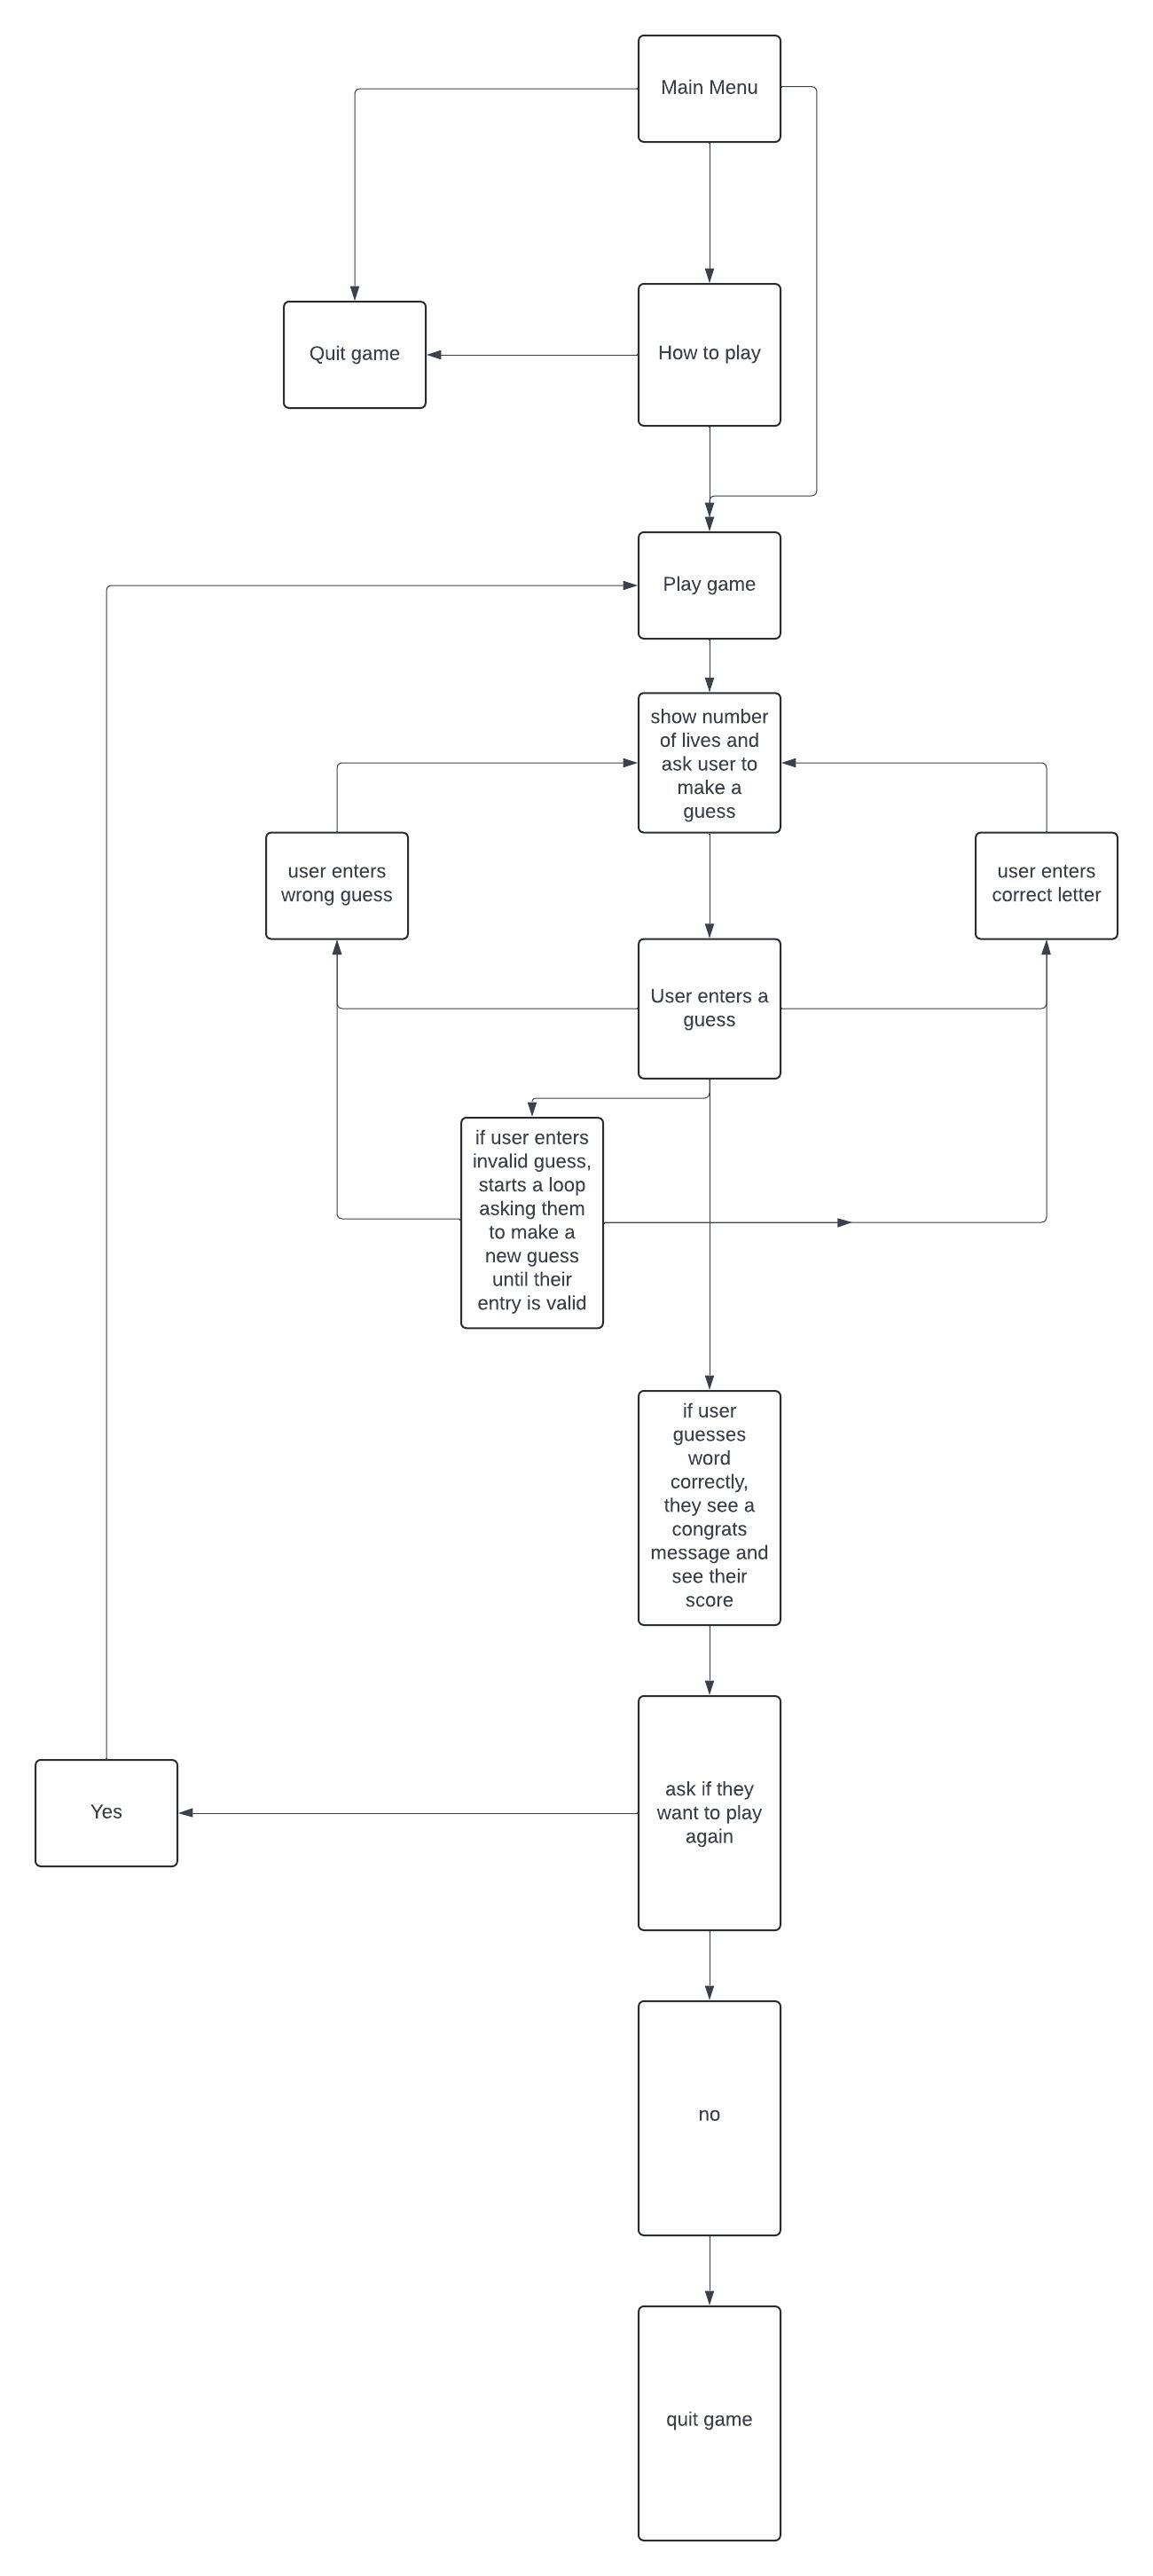 Main Menu
Quit game
How to play
Play game
show number
of lives and
ask user to
make a
guess
user enters
wrong guess
user enters
correct letter
User enters a
guess
if user enters
invalid guess,
starts a loop
asking them
to make a
new guess
until their
entry is valid
if user
guesses
word
correctly,
they see a
congrats
message and
see their
score
ask if they
want to play
again
Yes
no
quit game